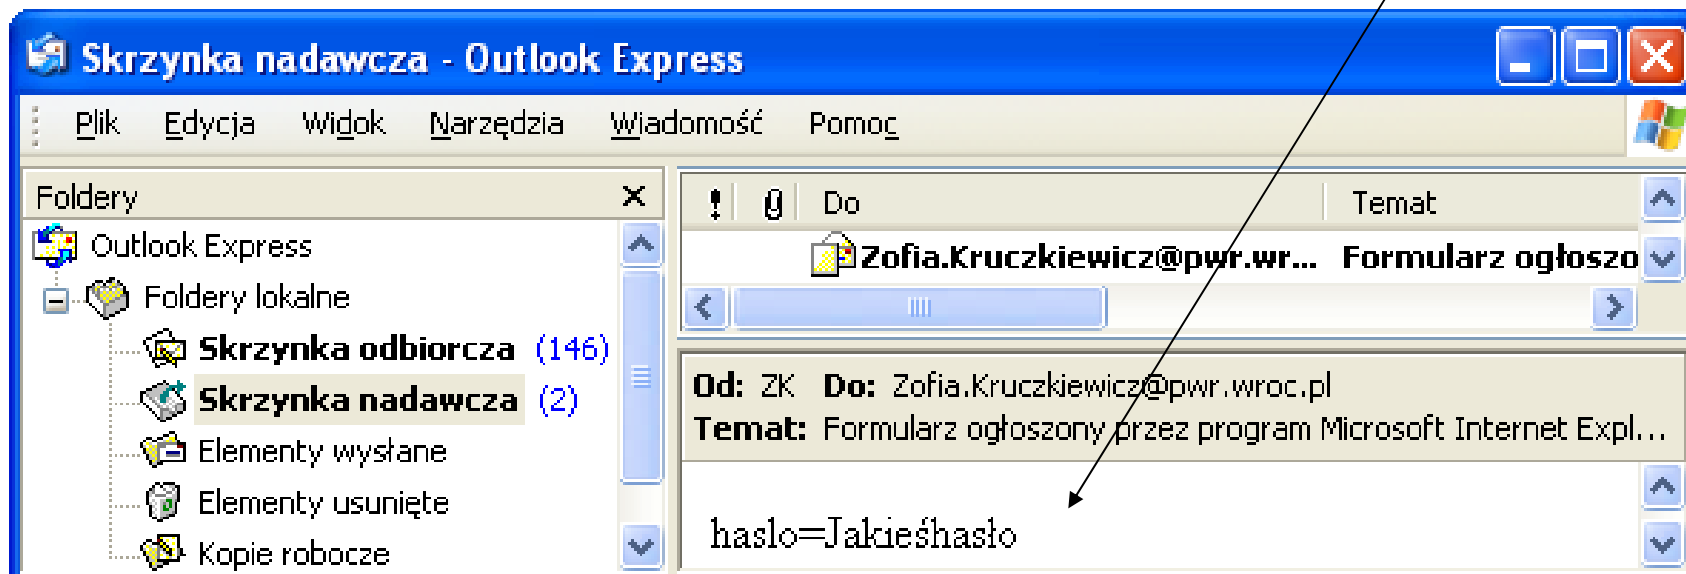 Skrzynka nadawcza - Outlook Express
Plik Edycja Widok Narzędzia Wiadomość Pomoc
Foldery
Outlook Express
Foldery lokalne
Skrzynka odbiorcza (146)
Skrzynka nadawcza (2)
Elementy wysłane
Elementy usunięte
Kopie robocze
! Do Temat
Zofia.Kruczkiewicz@pwr.wr... Formularz ogłoszo
Od: ZK Do: Zofia.Kruczkiewicz@pwr.wroc.pl
Temat: Formularz ogłoszony przez program Microsoft Internet Expl...
haslo=Jakieśhasło